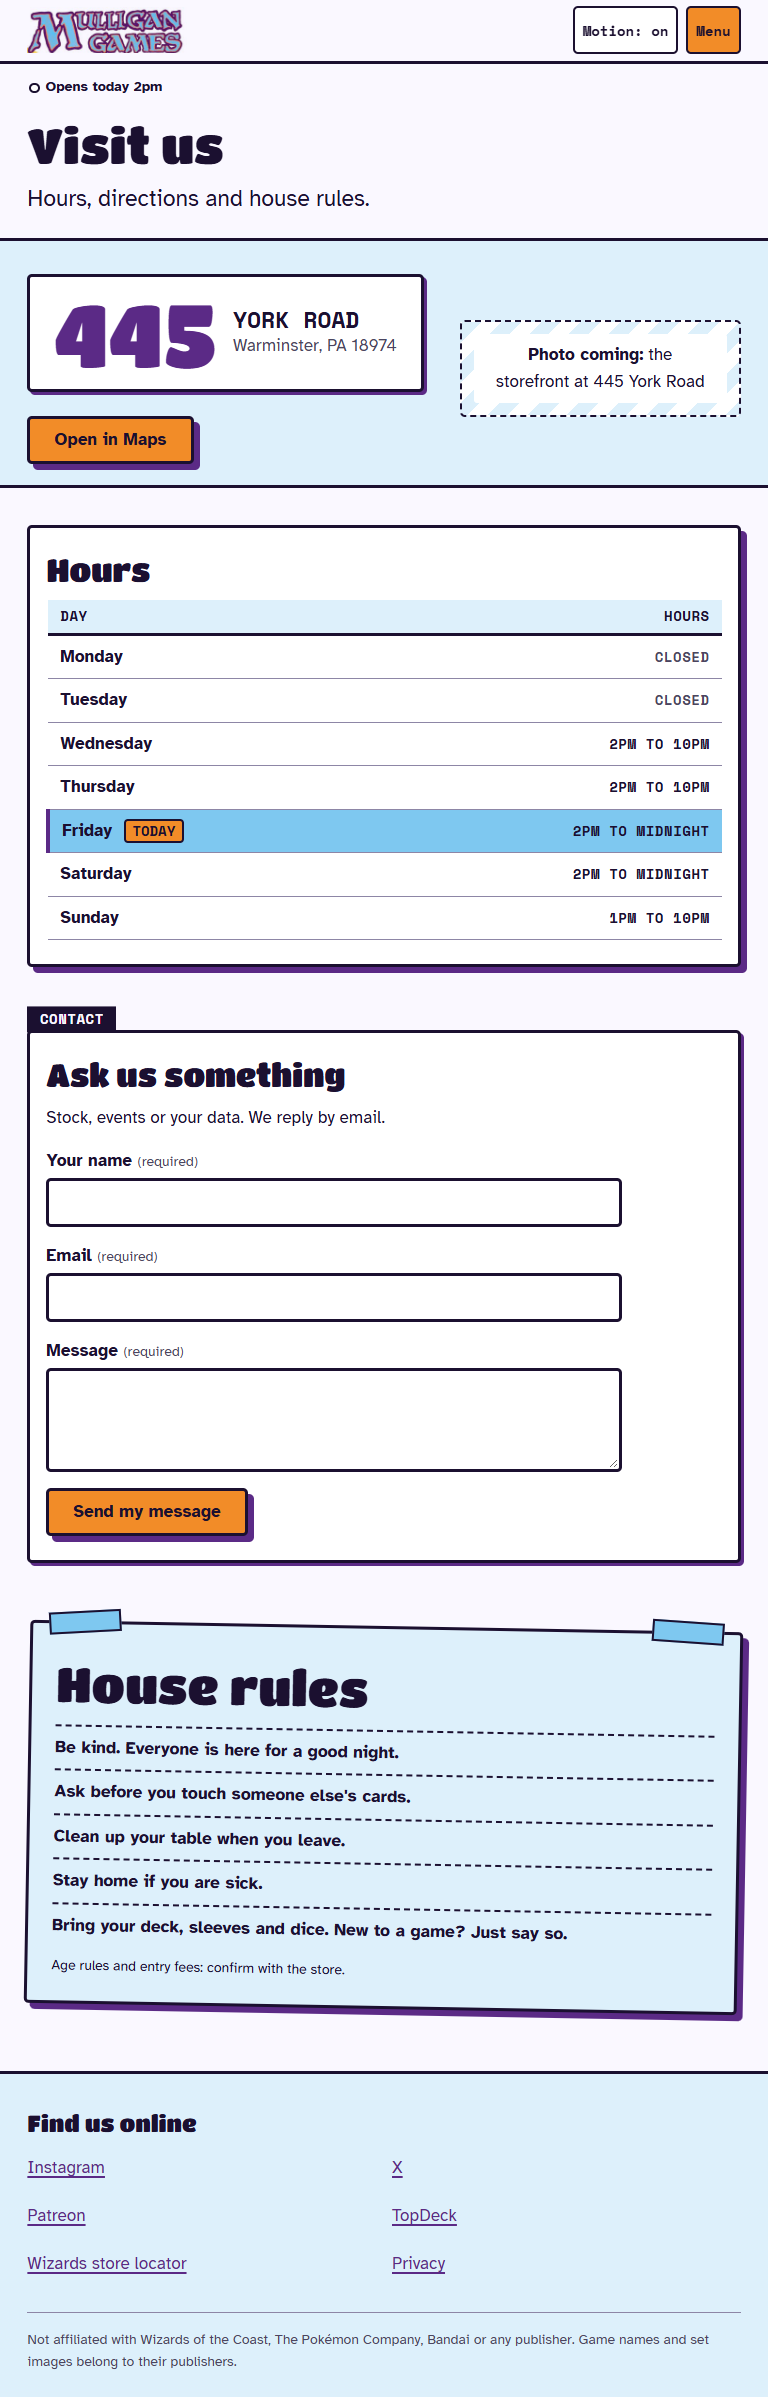 MULLIGAN
GAMES
Motion: on
Menu
Opens today 2pm
Visit us
Hours, directions and house rules.
445
YORK ROAD
Warminster, PA 18974
Photo coming: the
storefront at 445 York Road
Open in Maps
Hours
DAY HOURS
Monday CLOSED
Tuesday CLOSED
Wednesday 2PM TO 10PM
Thursday 2PM TO 10PM
Friday TODAY 2PM TO MIDNIGHT
Saturday 2PM TO MIDNIGHT
Sunday 1PM TO 10PM
CONTACT
Ask us something
Stock, events or your data. We reply by email.
Your name (required)
Email (required)
Message (required)
Send my message
House rules
Be kind. Everyone is here for a good night.
Ask before you touch someone else's cards.
Clean up your table when you leave.
Stay home if you are sick.
Bring your deck, sleeves and dice. New to a game? Just say so.
Age rules and entry fees: confirm with the store.
Find us online
Instagram X
Patreon TopDeck
Wizards store locator Privacy
Not affiliated with Wizards of the Coast, The Pokémon Company, Bandai or any publisher. Game names and set
images belong to their publishers.